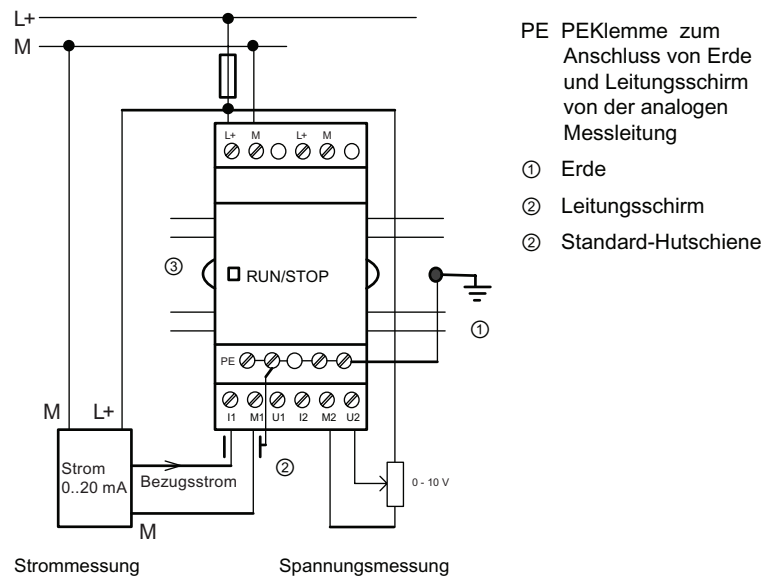 L+
M
PE PEKlemme zum
Anschluss von Erde
und Leitungsschirm
von der analogen
Messleitung
① Erde
② Leitungsschirm
② Standard-Hutschiene
L+ M L+ M
③
RUN/STOP
①
PE
I1 M1 U1 I2 M2 U2
M L+
②
Strom
0..20 mA
Bezugsstrom
0 - 10 V
M
Strommessung Spannungsmessung